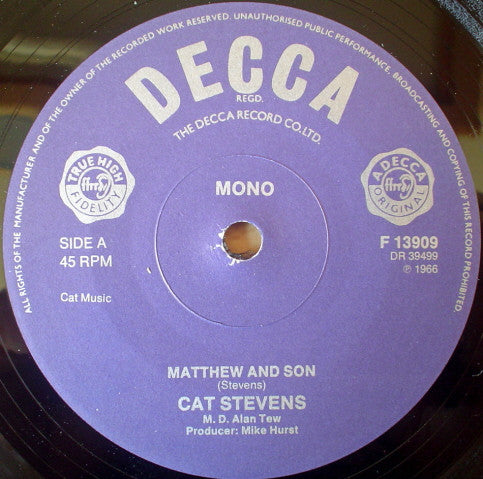 ALL RIGHTS OF THE MANUFACTURER AND OF THE OWNER OF THE RECORDED WORK RESERVED. UNAUTHORISED PUBLIC PERFORMANCE, BROADCASTING AND COPYING OF THIS RECORD PROHIBITED.
DECCA
REGD.
THE DECCA RECORD CO. LTD.
TRUE HIGH
ffrr
FIDELITY
MONO
A DECCA
ffrr
ORIGINAL
SIDE A
45 RPM
F 13909
DR 39499
℗ 1966
Cat Music
MATTHEW AND SON
(Stevens)
CAT STEVENS
M. D. Alan Tew
Producer: Mike Hurst